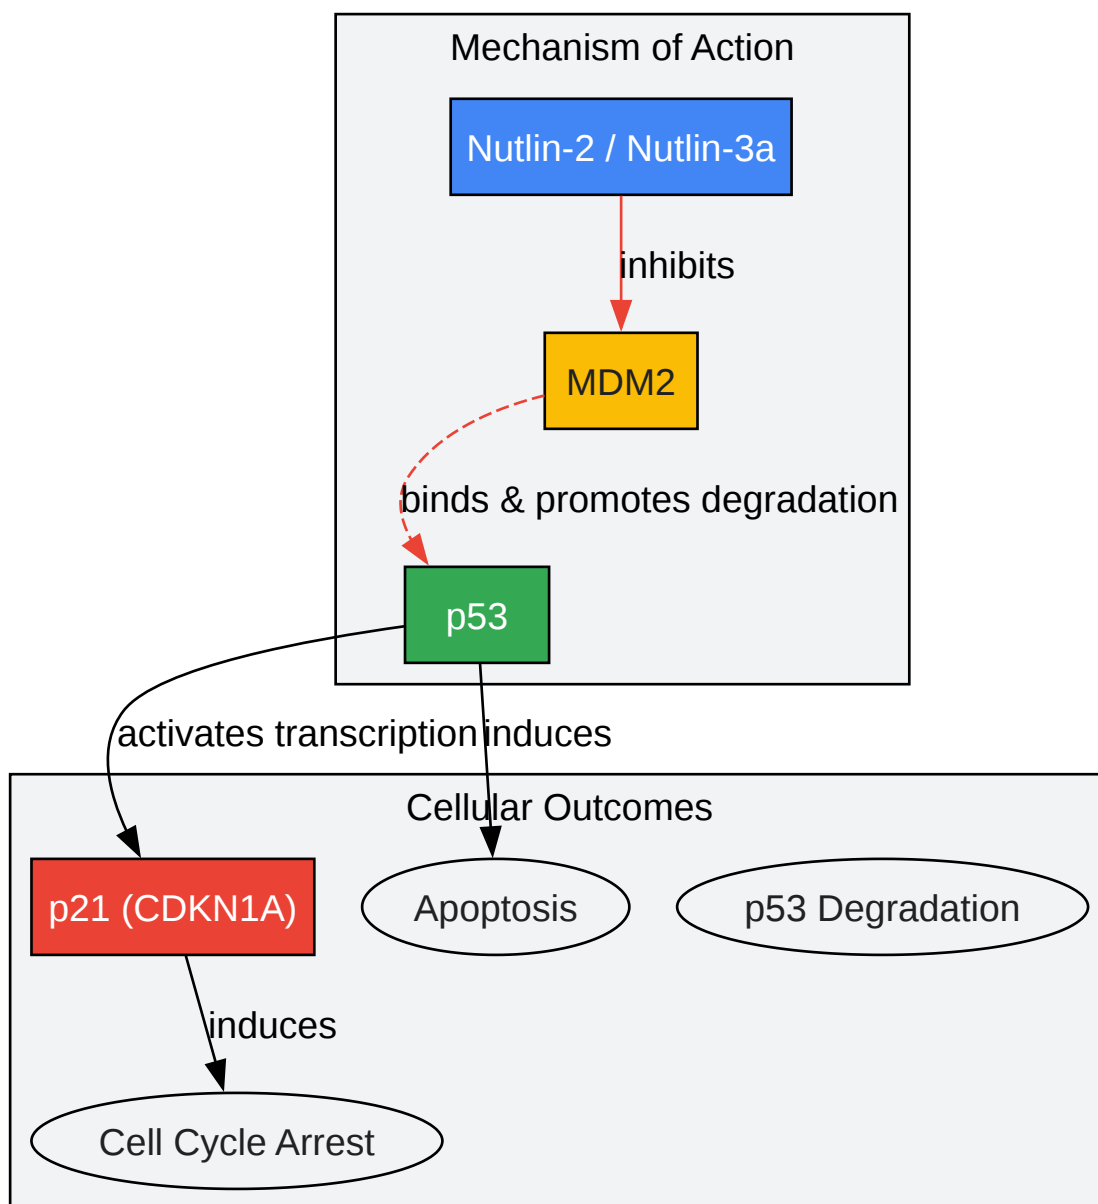 Mechanism of Action
Nutlin-2 / Nutlin-3a
inhibits
MDM2
binds & promotes degradation
p53
activates transcription
induces
Cellular Outcomes
p21 (CDKN1A)
Apoptosis
p53 Degradation
induces
Cell Cycle Arrest